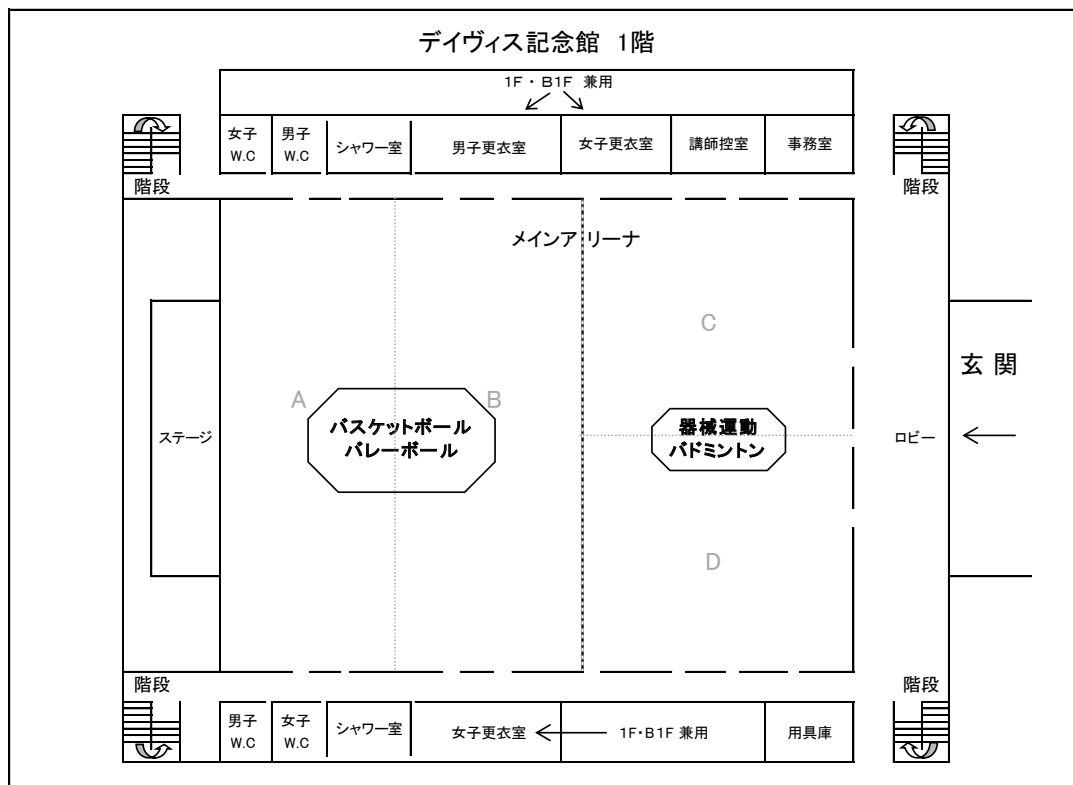 デイヴィス記念館 1階
1F・B1F 兼用
女子
W.C
男子
W.C
シャワー室
男子更衣室
女子更衣室
講師控室
事務室
階段
階段
メインアリーナ
C
玄関
A
B
バスケットボール
バレーボール
器械運動
バドミントン
ステージ
ロビー
D
階段
階段
男子
W.C
女子
W.C
シャワー室
女子更衣室
1F・B1F 兼用
用具庫